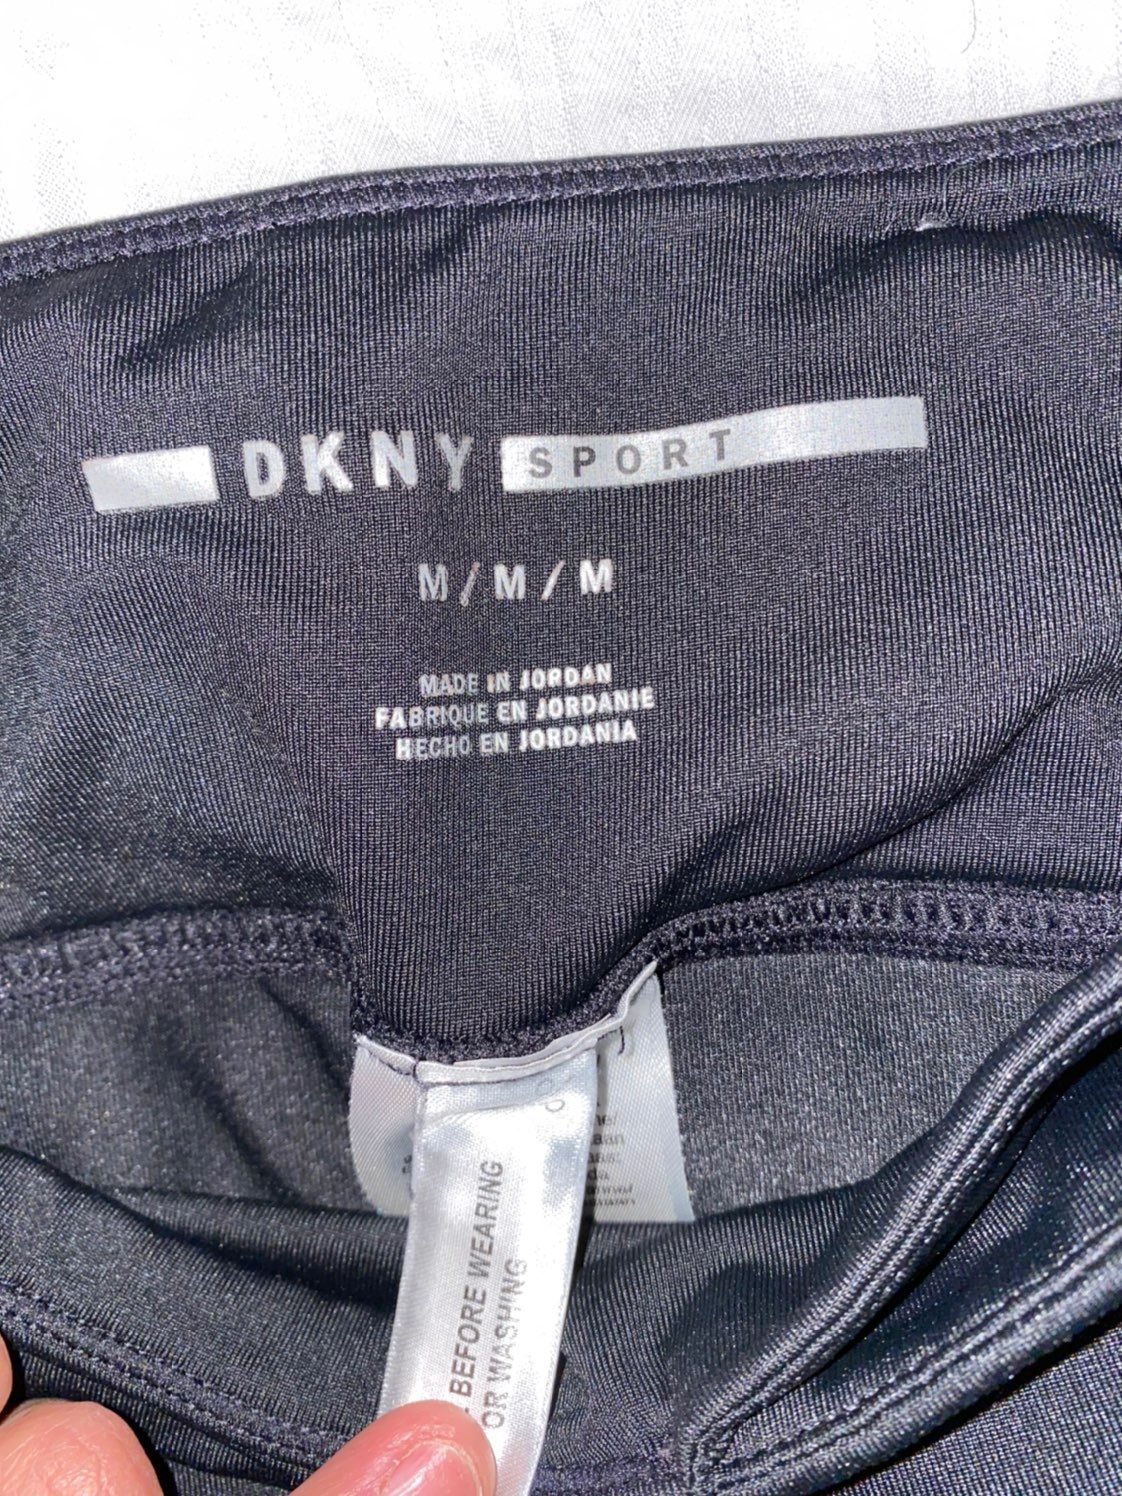 DKNY SPORT
M/M/M
MADE IN JORDAN
FABRIQUE EN JORDANIE
HECHO EN JORDANIA
BEFORE WEARING
OR WASHING